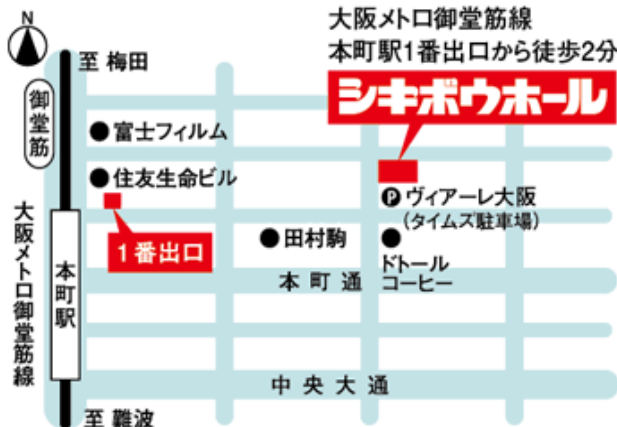 N
至 梅田
御堂筋
大阪メトロ御堂筋線
本町駅1番出口から徒歩2分
シキボウホール
富士フィルム
住友生命ビル
1番出口
P ヴィアーレ大阪
(タイムズ駐車場)
田村駒
ドトール
コーヒー
本町通
大阪メトロ御堂筋線
本町駅
中央大通
至 難波